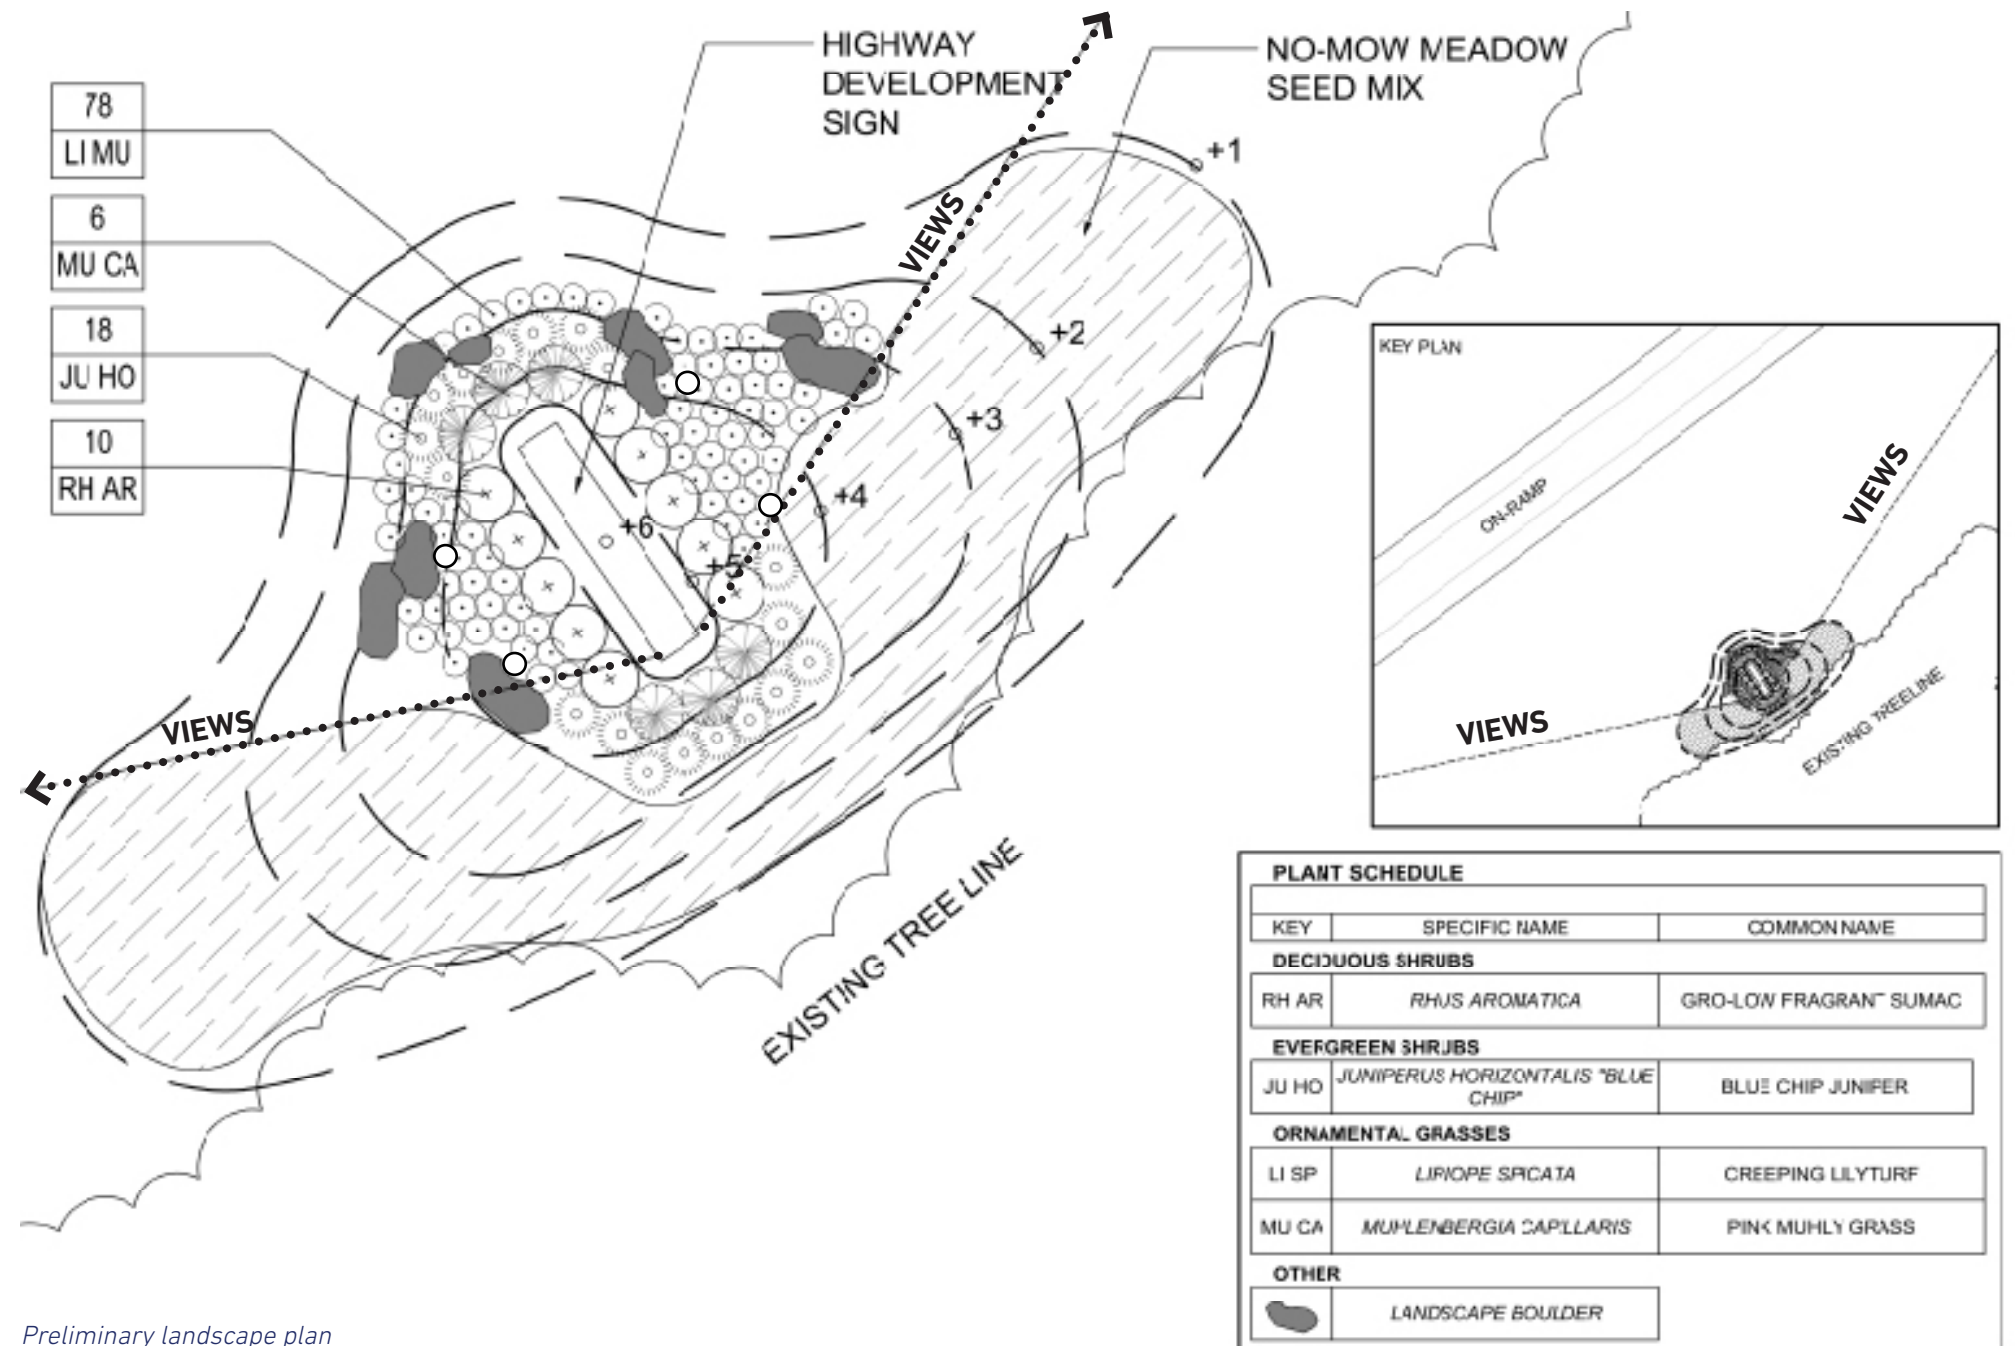 HIGHWAY
DEVELOPMENT
SIGN
NO-MOW MEADOW
SEED MIX
78
LI MU
6
MU CA
18
JU HO
10
RH AR
+1
+2
+3
+4
+5
+6
VIEWS
VIEWS
EXISTING TREE LINE
KEY PLAN
ON-RAMP
VIEWS
VIEWS
EXISTING TREELINE
PLANT SCHEDULE
KEY SPECIFIC NAME COMMON NAME
DECIDUOUS SHRUBS
RH AR RHUS AROMATICA GRO-LOW FRAGRANT SUMAC
EVERGREEN SHRUBS
JU HO JUNIPERUS HORIZONTALIS "BLUE
CHIP" BLUE CHIP JUNIPER
ORNAMENTAL GRASSES
LI SP LIRIOPE SPICATA CREEPING LILYTURF
MU CA MUHLENBERGIA CAPILLARIS PINK MUHLY GRASS
OTHER
LANDSCAPE BOULDER
Preliminary landscape plan